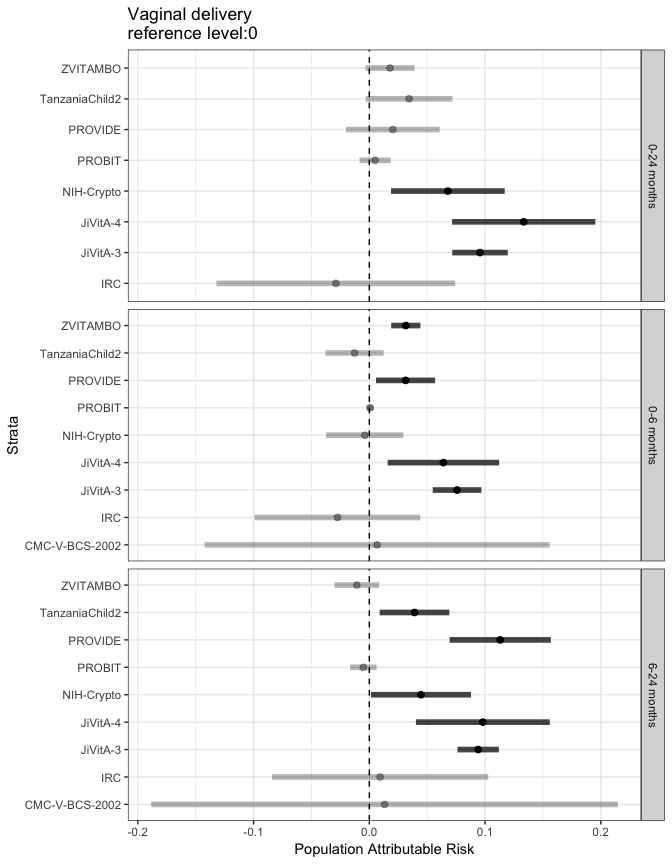 Vaginal delivery
reference level:0
Strata
ZVITAMBO
TanzaniaChild2
PROVIDE
PROBIT
NIH-Crypto
JiVitA-4
JiVitA-3
IRC
0-24 months
ZVITAMBO
TanzaniaChild2
PROVIDE
PROBIT
NIH-Crypto
JiVitA-4
JiVitA-3
IRC
CMC-V-BCS-2002
0-6 months
ZVITAMBO
TanzaniaChild2
PROVIDE
PROBIT
NIH-Crypto
JiVitA-4
JiVitA-3
IRC
CMC-V-BCS-2002
6-24 months
-0.2 -0.1 0.0 0.1 0.2
Population Attributable Risk